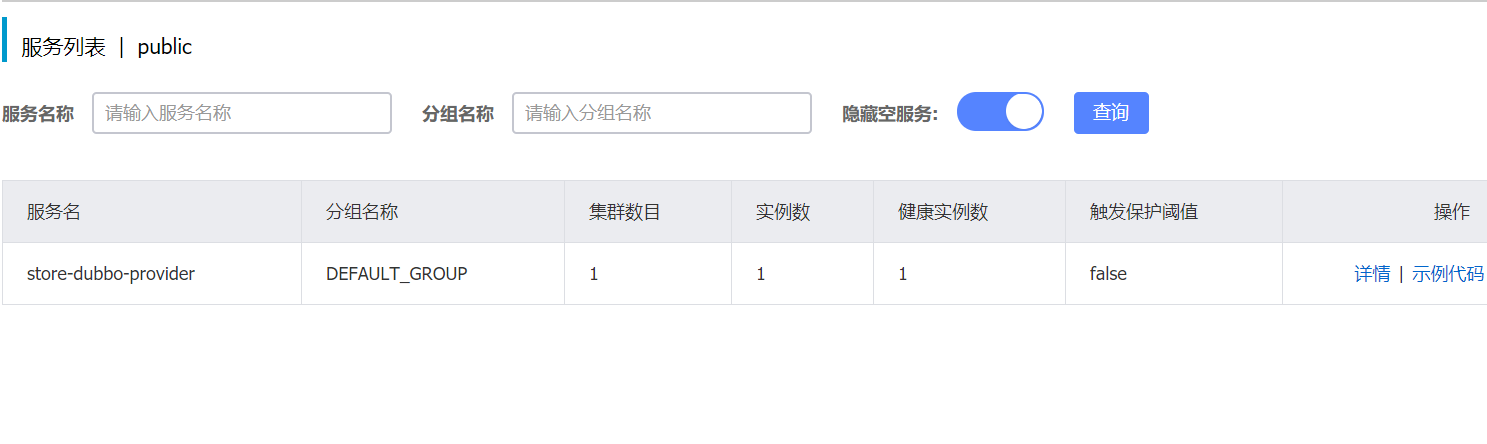 服务列表 | public
服务名称 请输入服务名称 分组名称 请输入分组名称 隐藏空服务: 查询
服务名 分组名称 集群数目 实例数 健康实例数 触发保护阈值 操作
store-dubbo-provider DEFAULT_GROUP 1 1 1 false 详情 | 示例代码